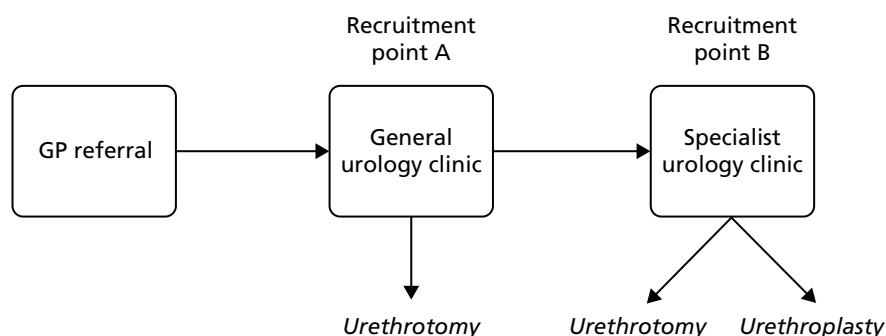 Recruitment
point A
Recruitment
point B
GP referral
General
urology clinic
Specialist
urology clinic
Urethrotomy
Urethrotomy
Urethroplasty